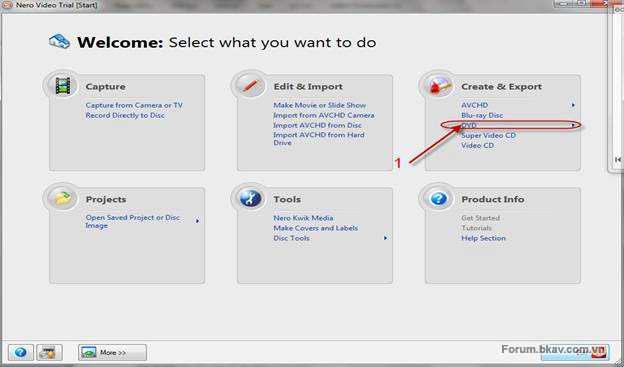 Nero Video Trial [Start]
Welcome: Select what you want to do
Capture
Capture from Camera or TV
Record Directly to Disc
Edit & Import
Make Movie or Slide Show
Import from AVCHD Camera
Import AVCHD from Disc
Import AVCHD from Hard
Drive
Create & Export
AVCHD
Blu-ray Disc
DVD
Super Video CD
Video CD
1
Projects
Open Saved Project or Disc
Image
Tools
Nero Kwik Media
Make Covers and Labels
Disc Tools
Product Info
Get Started
Tutorials
Help Section
More >>
Forum.bkav.com.vn